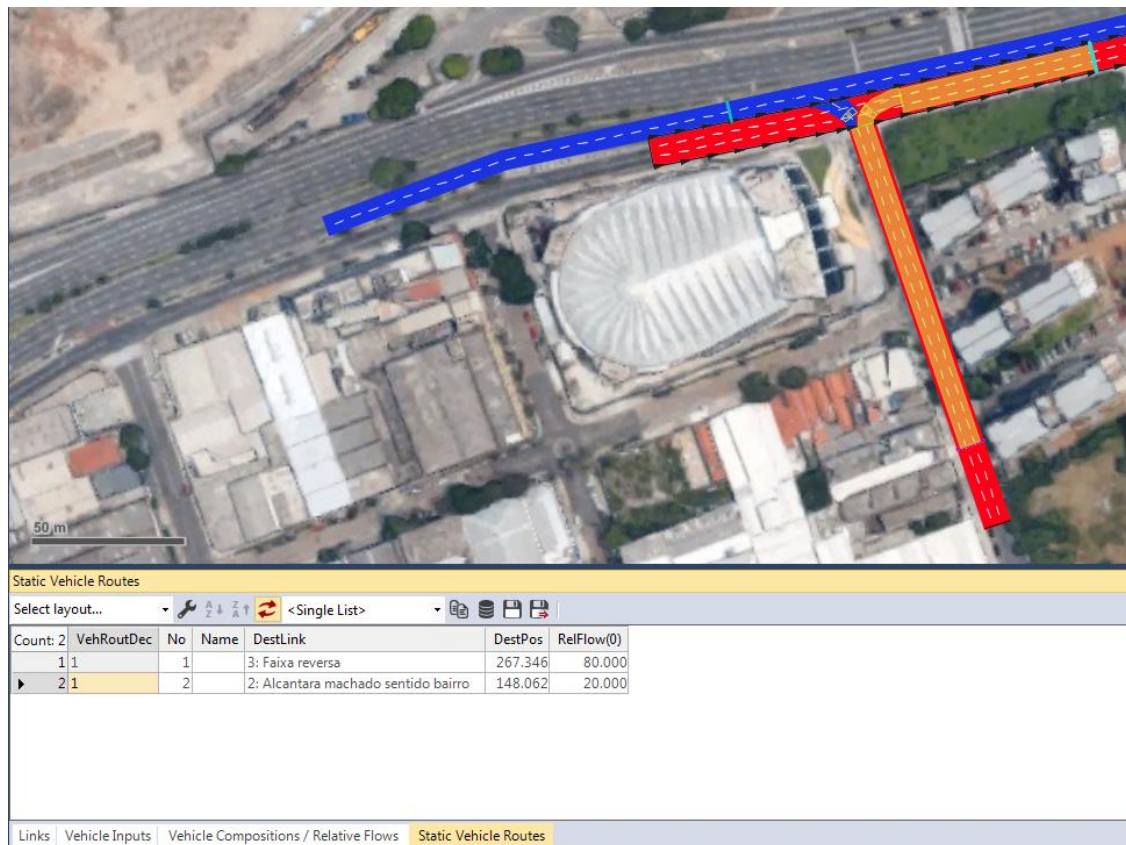 50 m
Static Vehicle Routes
Select layout... <Single List>
Count: 2 VehRoutDec No Name DestLink DestPos RelFlow(0)
1 1 1 3: Faixa reversa 267.346 80.000
2 1 2 2: Alcantara machado sentido bairro 148.062 20.000
Links Vehicle Inputs Vehicle Compositions / Relative Flows Static Vehicle Routes